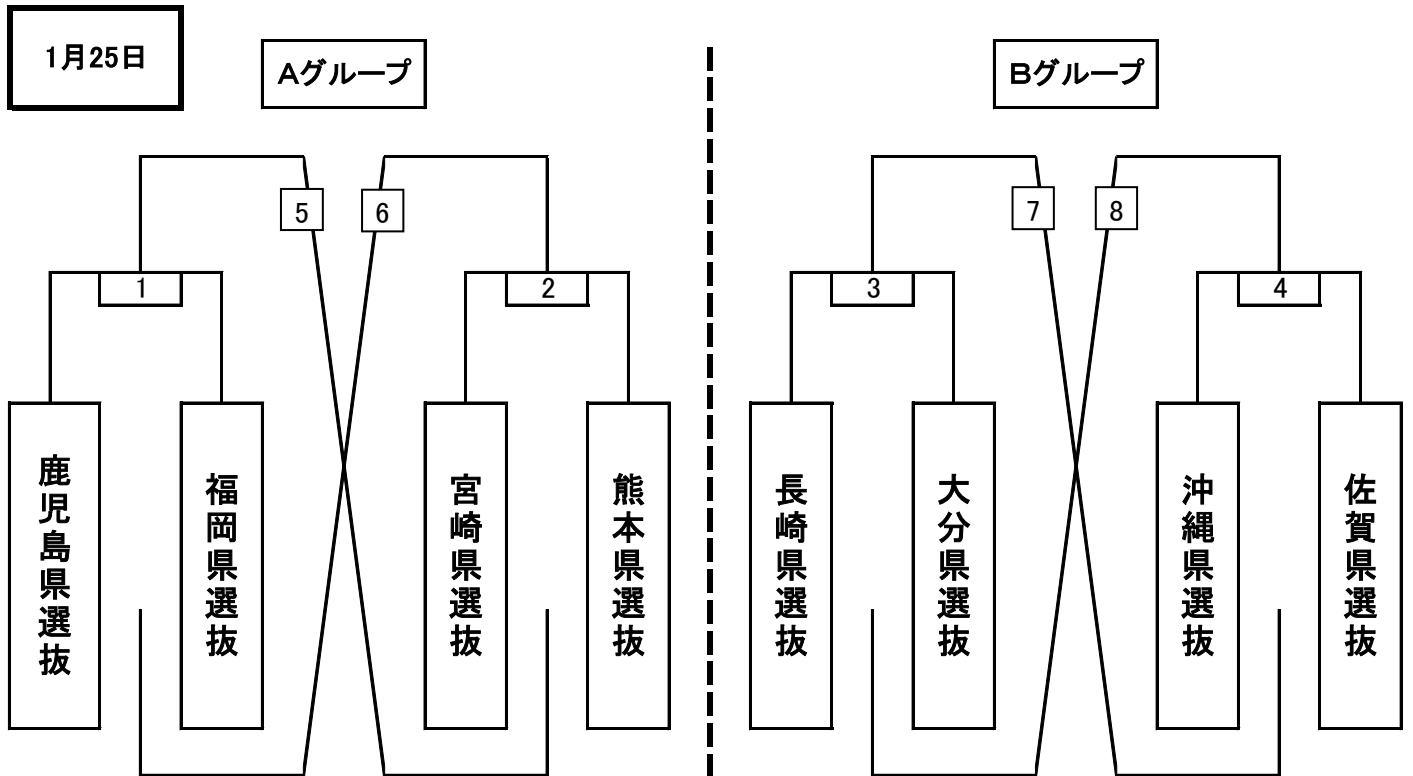 1月25日
Aグループ
Bグループ
5
6
7
8
1
2
3
4
鹿児島県選抜
福岡県選抜
宮崎県選抜
熊本県選抜
長崎県選抜
大分県選抜
沖縄県選抜
佐賀県選抜